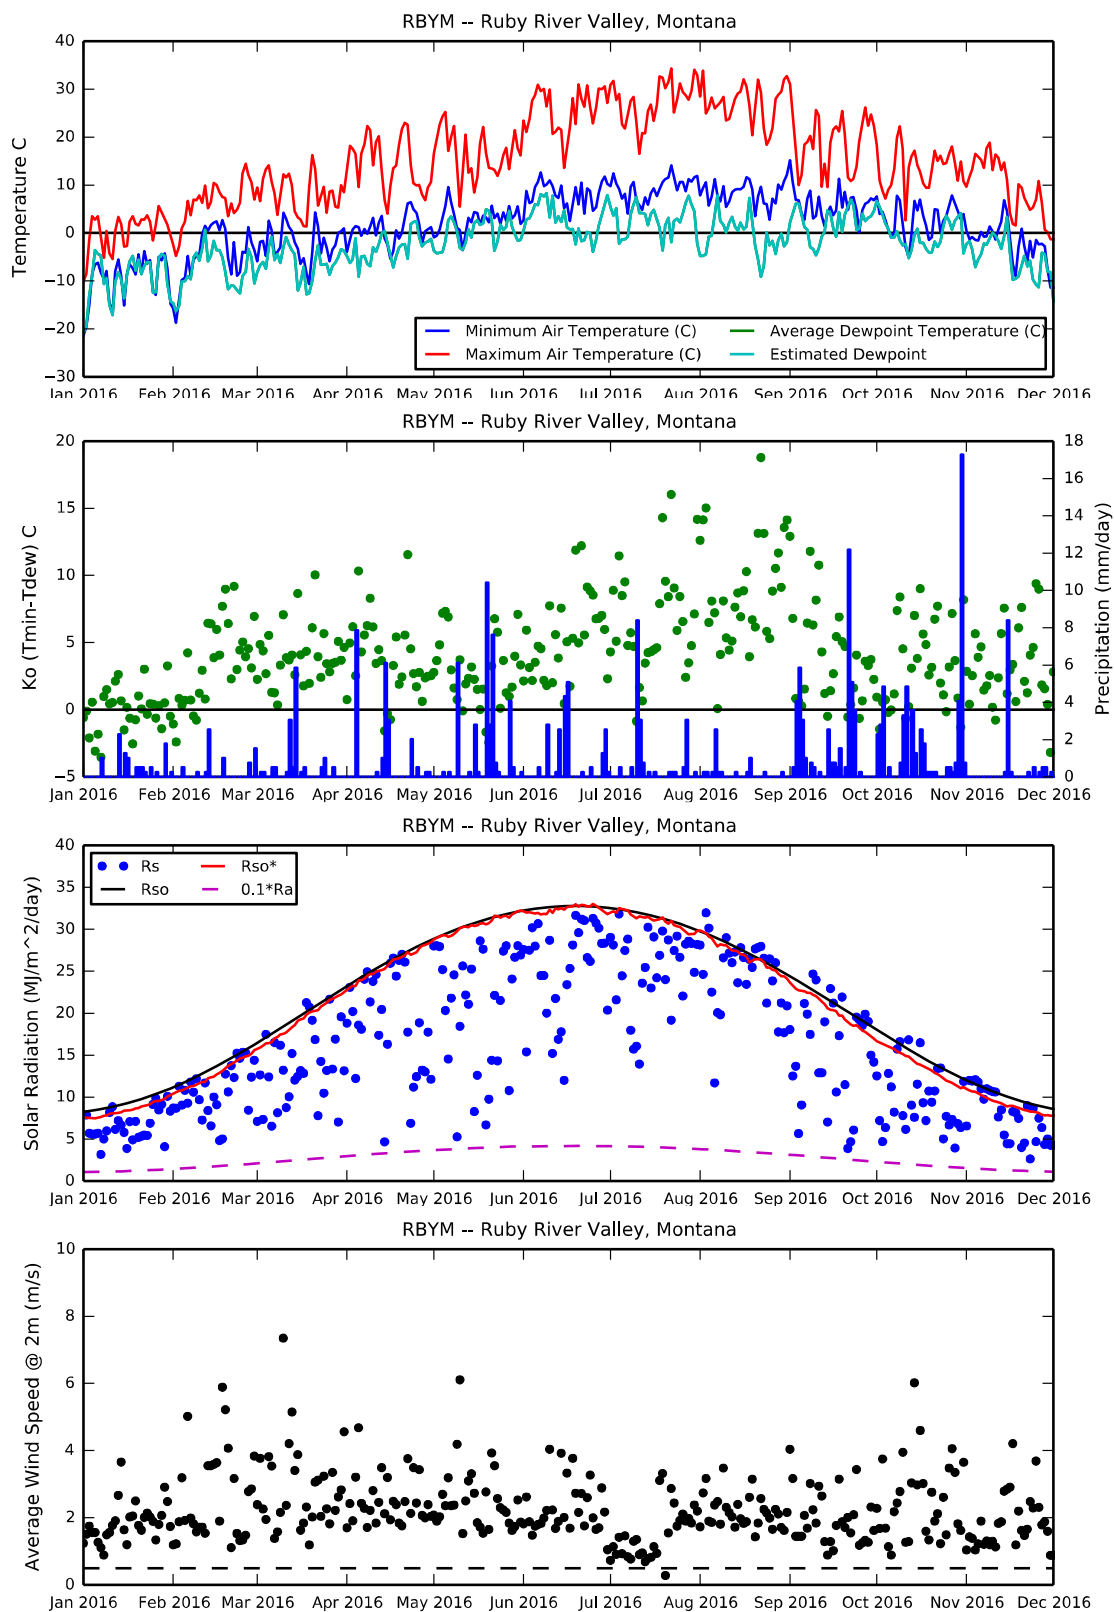 RBYM -- Ruby River Valley, Montana
Temperature C
40
30
20
10
0
−10
−20
−30
Minimum Air Temperature (C)
Maximum Air Temperature (C)
Average Dewpoint Temperature (C)
Estimated Dewpoint
Jan 2016 Feb 2016 Mar 2016 Apr 2016 May 2016 Jun 2016 Jul 2016 Aug 2016 Sep 2016 Oct 2016 Nov 2016 Dec 2016
RBYM -- Ruby River Valley, Montana
Ko (Tmin-Tdew) C
20
15
10
5
0
−5
18
16
14
12
10
8
6
4
2
0
Precipitation (mm/day)
Jan 2016 Feb 2016 Mar 2016 Apr 2016 May 2016 Jun 2016 Jul 2016 Aug 2016 Sep 2016 Oct 2016 Nov 2016 Dec 2016
RBYM -- Ruby River Valley, Montana
Solar Radiation (MJ/m^2/day)
40
35
30
25
20
15
10
5
0
Rs
Rso
Rso*
0.1*Ra
Jan 2016 Feb 2016 Mar 2016 Apr 2016 May 2016 Jun 2016 Jul 2016 Aug 2016 Sep 2016 Oct 2016 Nov 2016 Dec 2016
RBYM -- Ruby River Valley, Montana
Average Wind Speed @ 2m (m/s)
10
8
6
4
2
0
Jan 2016 Feb 2016 Mar 2016 Apr 2016 May 2016 Jun 2016 Jul 2016 Aug 2016 Sep 2016 Oct 2016 Nov 2016 Dec 2016